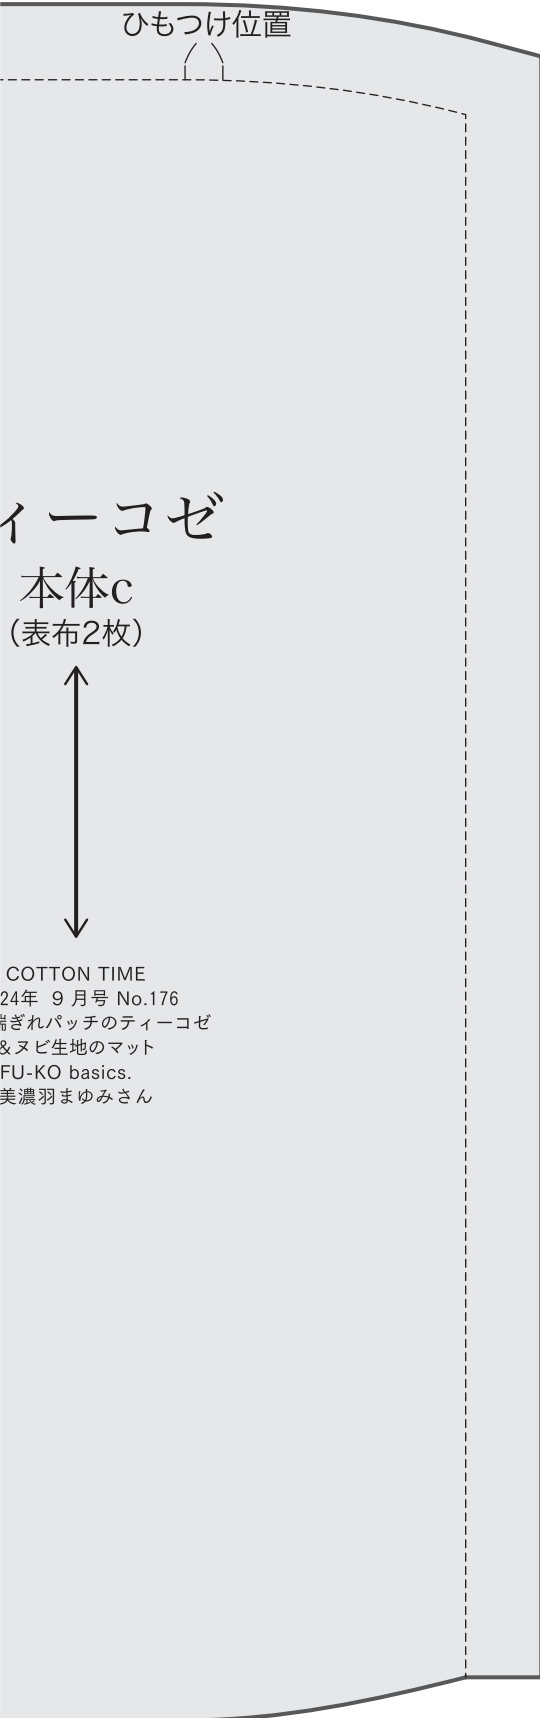 ひもつけ位置
ィーコゼ
本体c
（表布2枚）
COTTON TIME
24年 9 月号 No.176
ぎれパッチのティーコゼ
&ヌビ生地のマット
FU-KO basics.
美濃羽まゆみさん